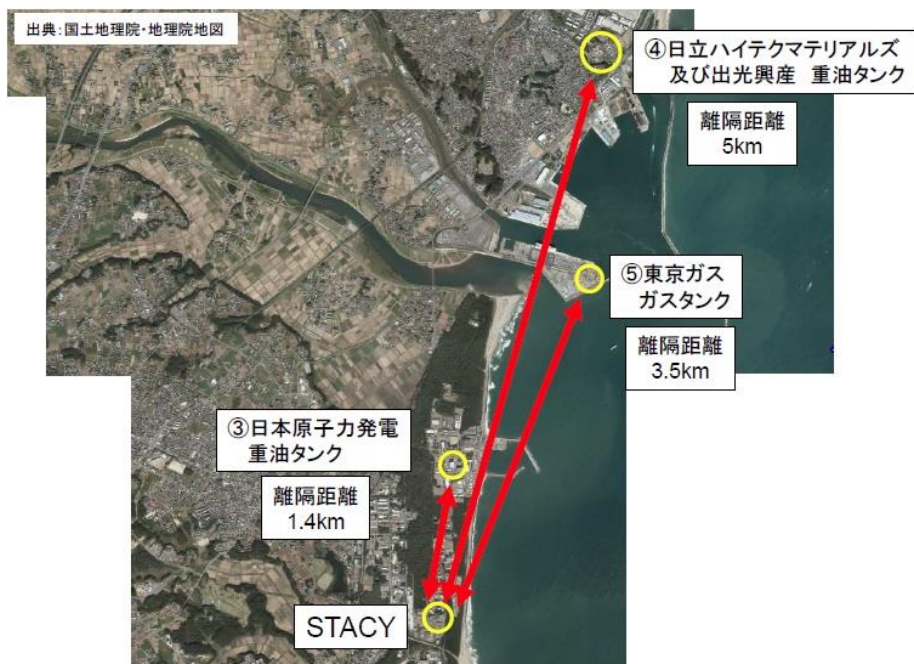 出典：国土地理院・地理院地図
④日立ハイテクマテリアルズ
及び出光興産　重油タンク
離隔距離
5km
⑤東京ガス
ガスタンク
離隔距離
3.5km
③日本原子力発電
重油タンク
離隔距離
1.4km
STACY